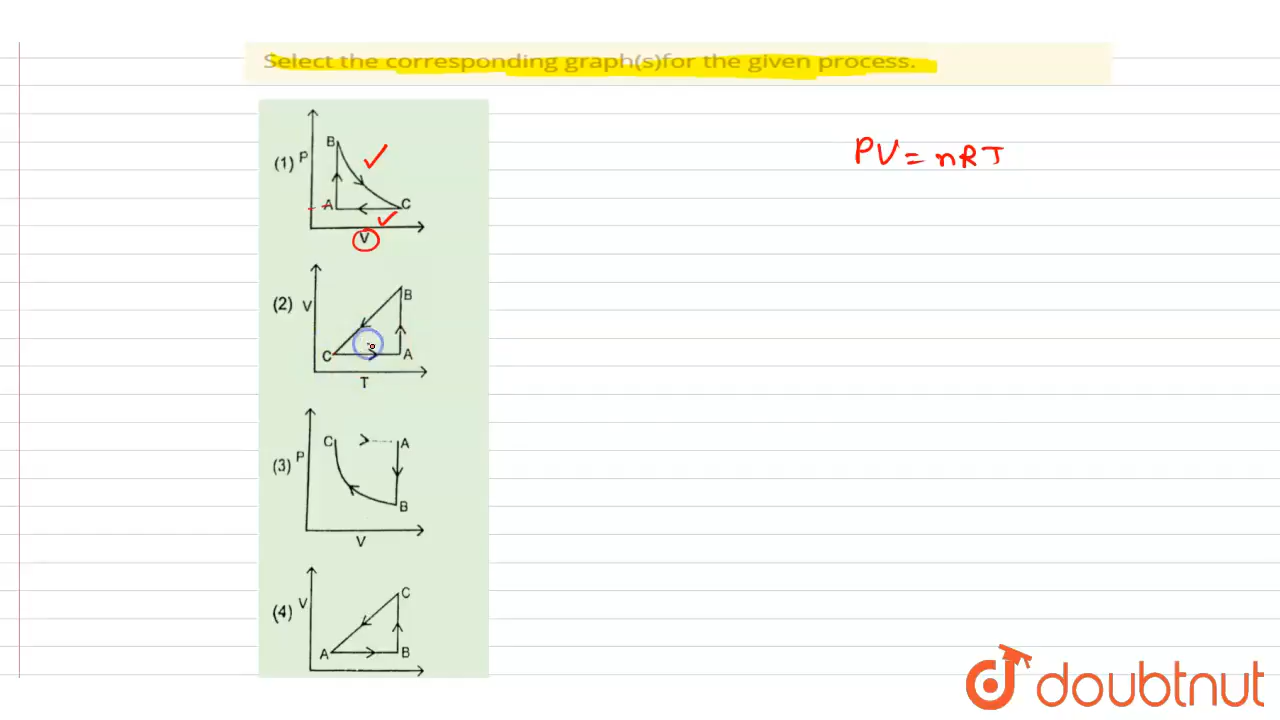 Select the corresponding graph(s)for the given process.
PV = nRT
(1) P
B
A
C
V
(2) V
B
C
A
T
(3) P
C
A
B
V
(4) V
C
A
B
doubtnut